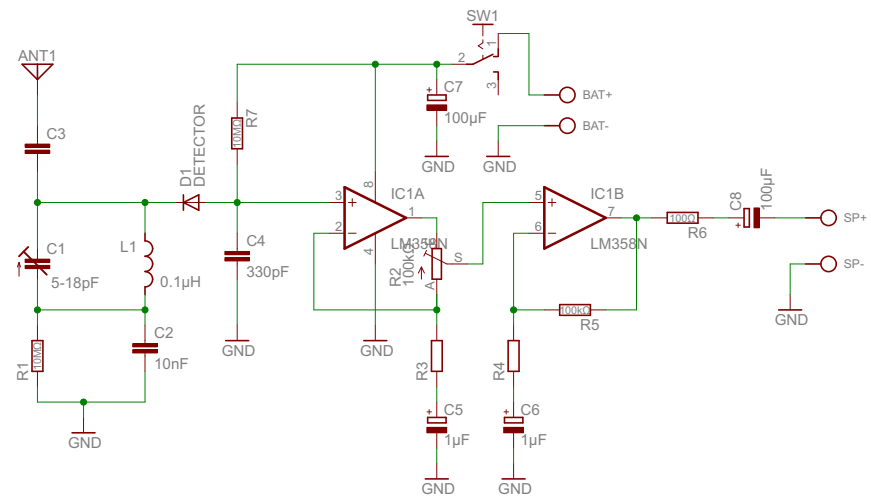 SW1
ANT1
1
2
3
C7
100µF
BAT+
BAT-
GND
GND
R7
10MΩ
D1
DETECTOR
C3
IC1A
3
8
2
4
1
LM358N
IC1B
5
6
7
LM358N
C8
100µF
100Ω
R6
SP+
SP-
GND
C1
5-18pF
L1
0.1µH
C4
330pF
R2
100kΩ
S
A
100kΩ
R5
R1
10MΩ
C2
10nF
GND
GND
GND
R3
R4
C5
1µF
C6
1µF
GND
GND